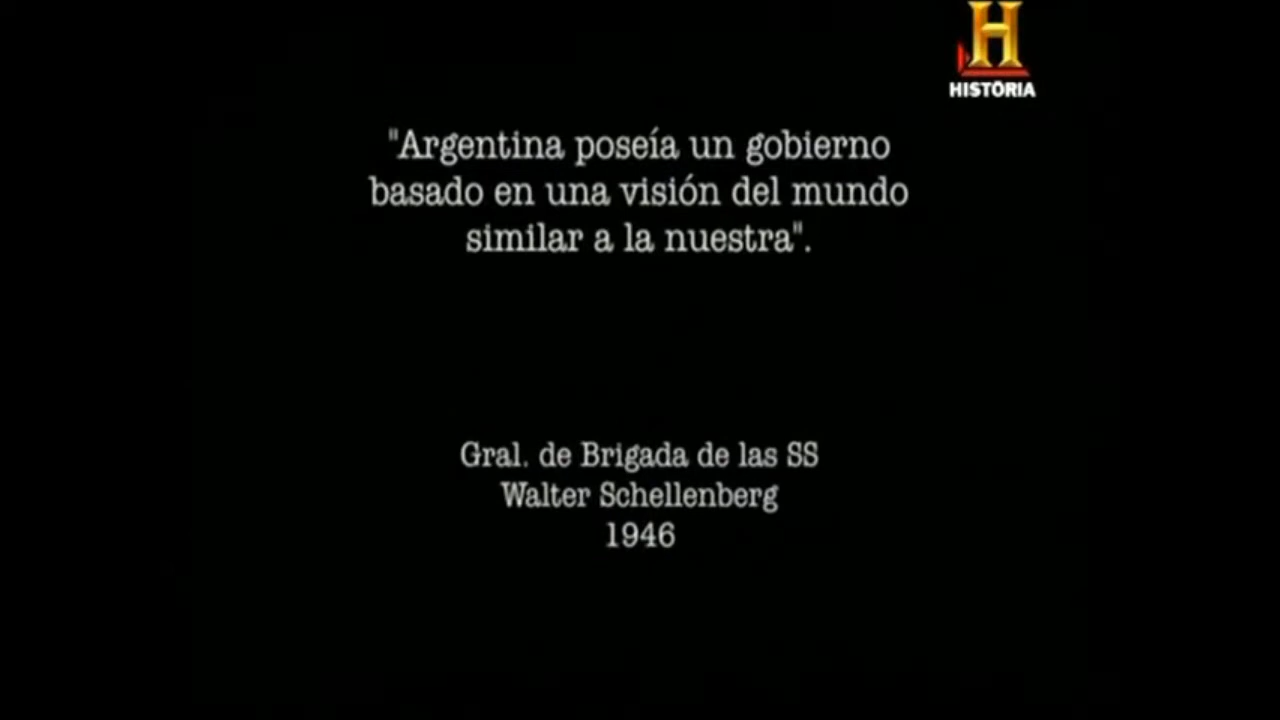 H
HISTORIA
"Argentina poseía un gobierno
basado en una visión del mundo
similar a la nuestra".
Gral. de Brigada de las SS
Walter Schellenberg
1946